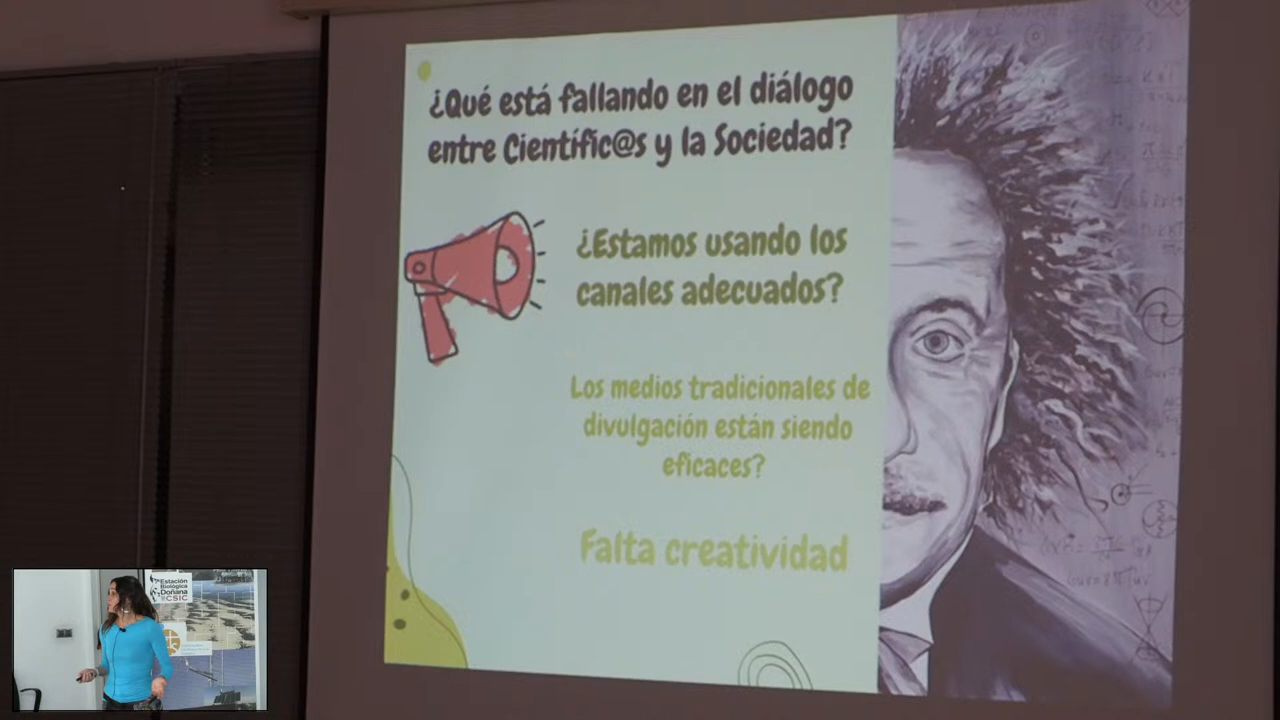 ¿Qué está fallando en el diálogo
entre Científic@s y la Sociedad?
¿Estamos usando los
canales adecuados?
Los medios tradicionales de
divulgación están siendo
eficaces?
Falta creatividad
Estación
Biológica
Doñana
CSIC